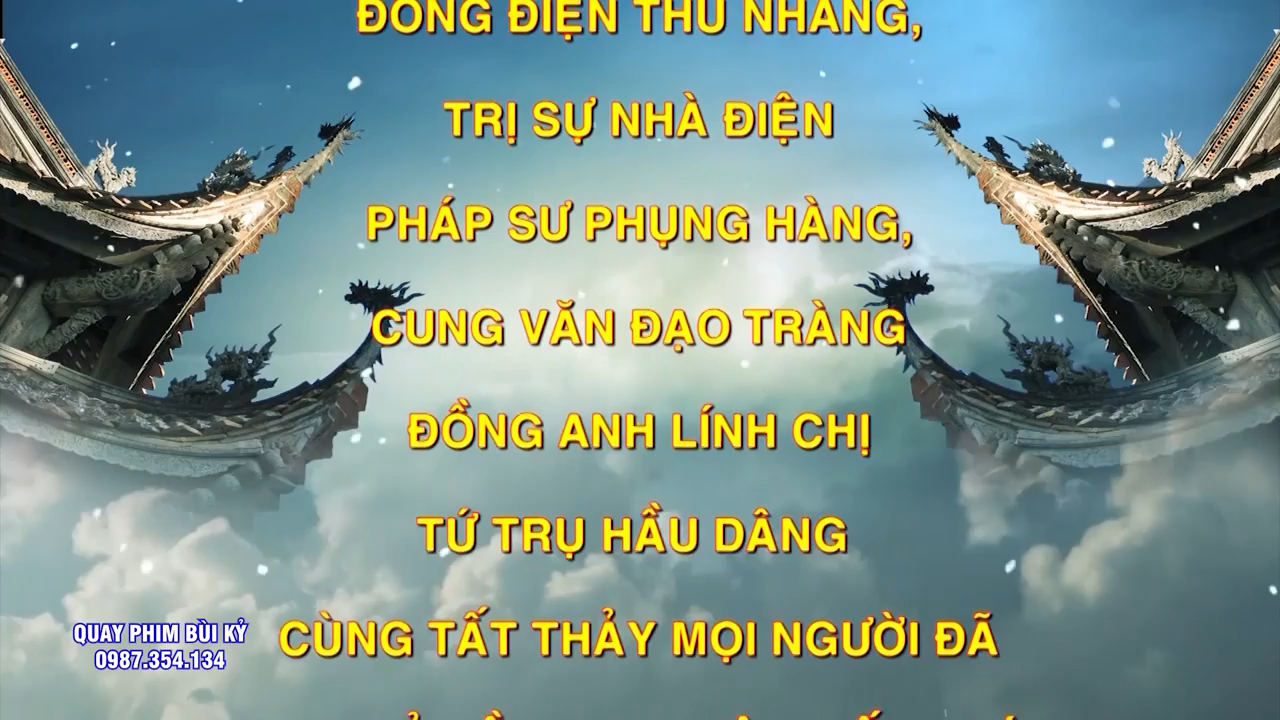 ĐỒNG ĐIỆN THỦ NHANG,
TRỊ SỰ NHÀ ĐIỆN
PHÁP SƯ PHỤNG HÀNG,
CUNG VĂN ĐẠO TRÀNG
ĐỒNG ANH LÍNH CHỊ
TỨ TRỤ HẦU DÂNG
CÙNG TẤT THẢY MỌI NGƯỜI ĐÃ
QUAY PHIM BÙI KỶ
0987.354.134